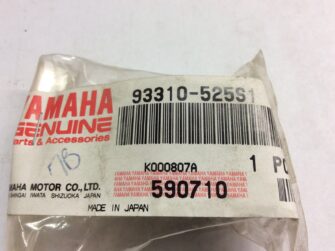 YAMAHA
GENUINE
Parts & Accessories
93310-525S1
K000807A
1 PC
590710
YAMAHA MOTOR CO., LTD.
SHINGAI IWATA SHIZUOKA JAPAN
MADE IN JAPAN